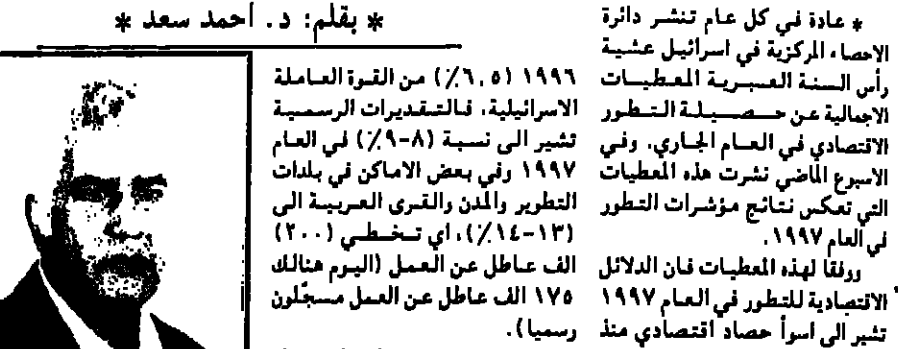 * بقلم: د. احمد سعد *
* عادة في كل عام تنشر دائرة
الاحصاء المركزية في اسرائيل عشية
رأس السنة العبرية المعطيات
الاجمالية عن حصيلة التطور
الاقتصادي في العام الجاري. وفي
الاسبوع الماضي نشرت هذه المعطيات
التي تعكس نتائج مؤشرات التطور
في العام ١٩٩٧.
ووفقا لهذه المعطيات فان الدلائل
الاقتصادية للتطور في العام ١٩٩٧
تشير الى اسوأ حصاد اقتصادي منذ
١٩٩٦ (٦,٥٪) من القوة العاملة
الاسرائيلية، فالتقديرات الرسمية
تشير الى نسبة (٨-٩٪) في العام
١٩٩٧ وفي بعض الاماكن في بلدات
التطوير والمدن والقرى العربية الى
(١٣-١٤٪)، اي تخطي (٢٠٠)
الف عاطل عن العمل (اليوم هنالك
١٧٥ الف عاطل عن العمل مسجّلون
رسميا).